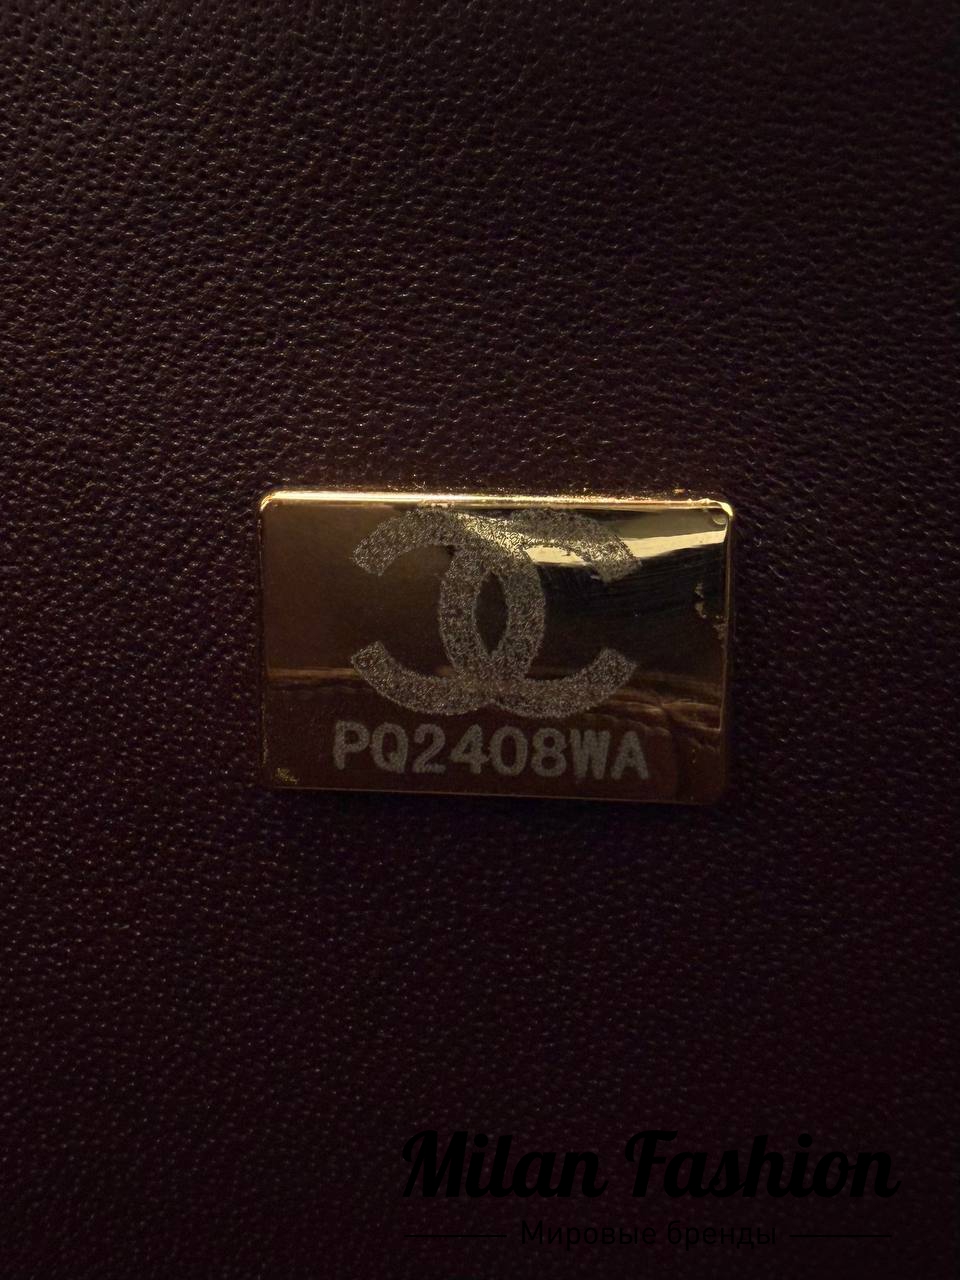 PQ2408WA
Milan Fashion
Мировые бренды